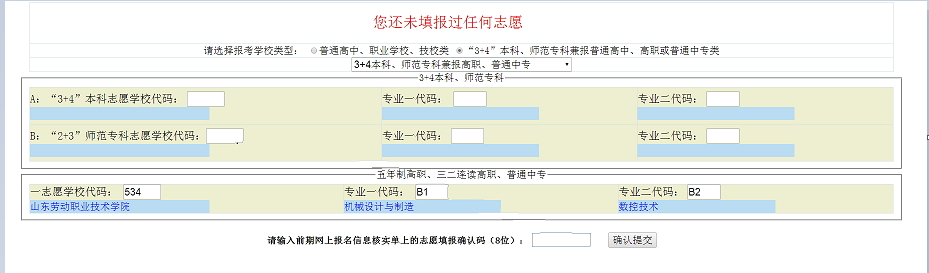 您还未填报过任何志愿
请选择报考学校类型： 普通高中、职业学校、技校类 “3+4”本科、师范专科兼报普通高中、高职或普通中专类
3+4本科、师范专科兼报高职、普通中专
3+4本科、师范专科
A：“3+4”本科志愿学校代码： 专业一代码： 专业二代码：
B：“2+3”师范专科志愿学校代码： 专业一代码： 专业二代码：
五年制高职、三二连读高职、普通中专
一志愿学校代码： 534 专业一代码： B1 专业二代码： B2
山东劳动职业技术学院 机械设计与制造 数控技术
请输入前期网上报名信息核实单上的志愿填报确认码（8位）： 确认提交